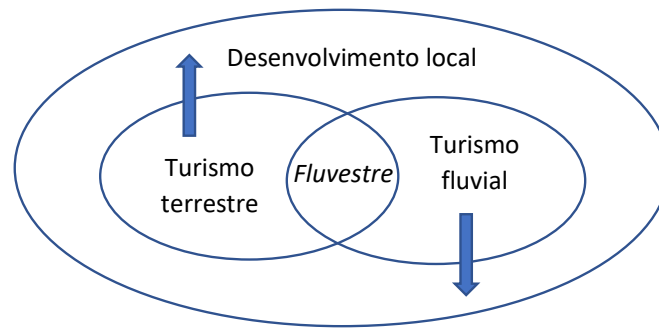 Desenvolvimento local
Turismo
terrestre
Fluvestre
Turismo
fluvial